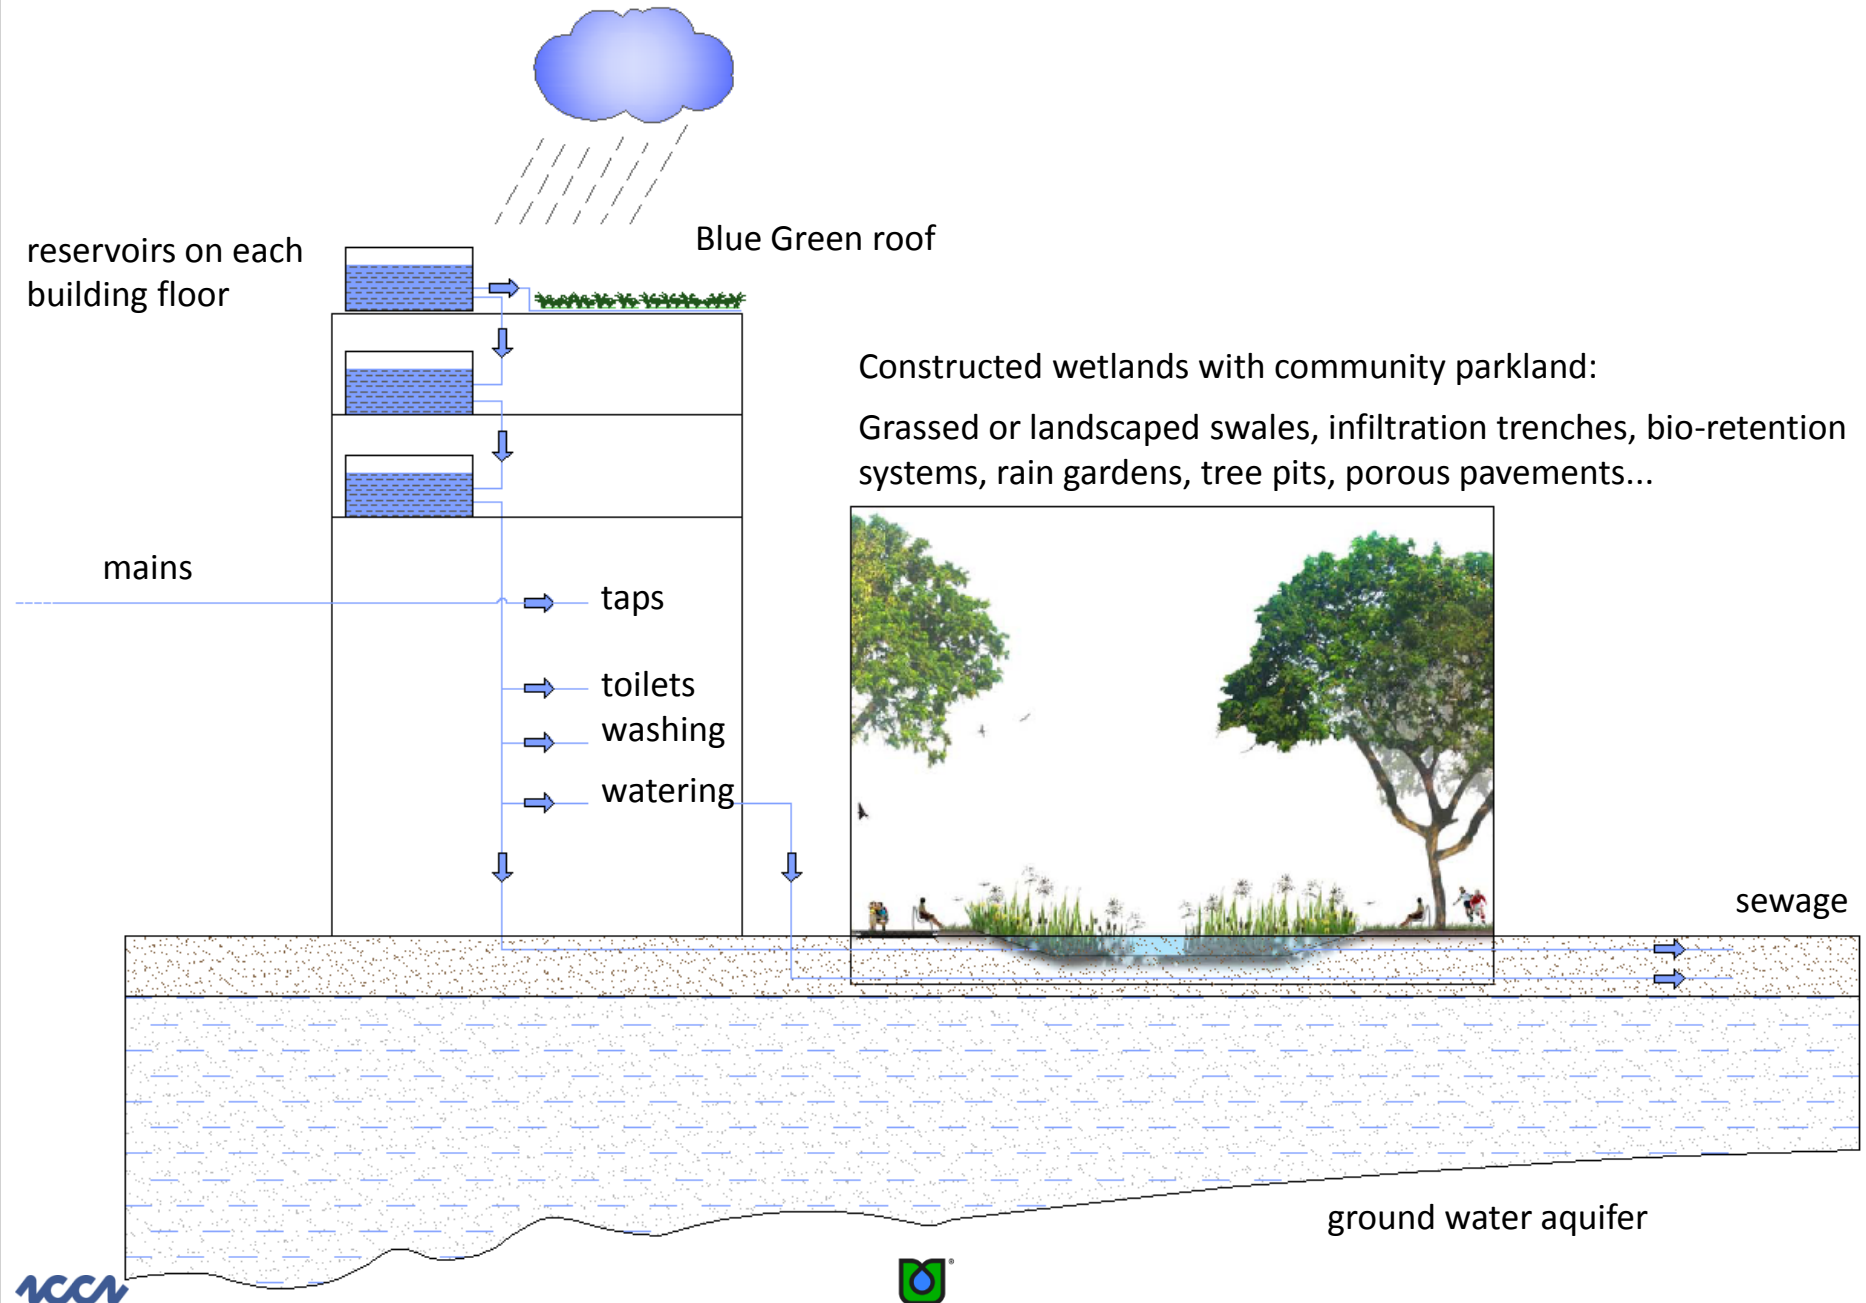 reservoirs on each
building floor
Blue Green roof
Constructed wetlands with community parkland:
Grassed or landscaped swales, infiltration trenches, bio-retention
systems, rain gardens, tree pits, porous pavements...
mains
taps
toilets
washing
watering
sewage
ground water aquifer